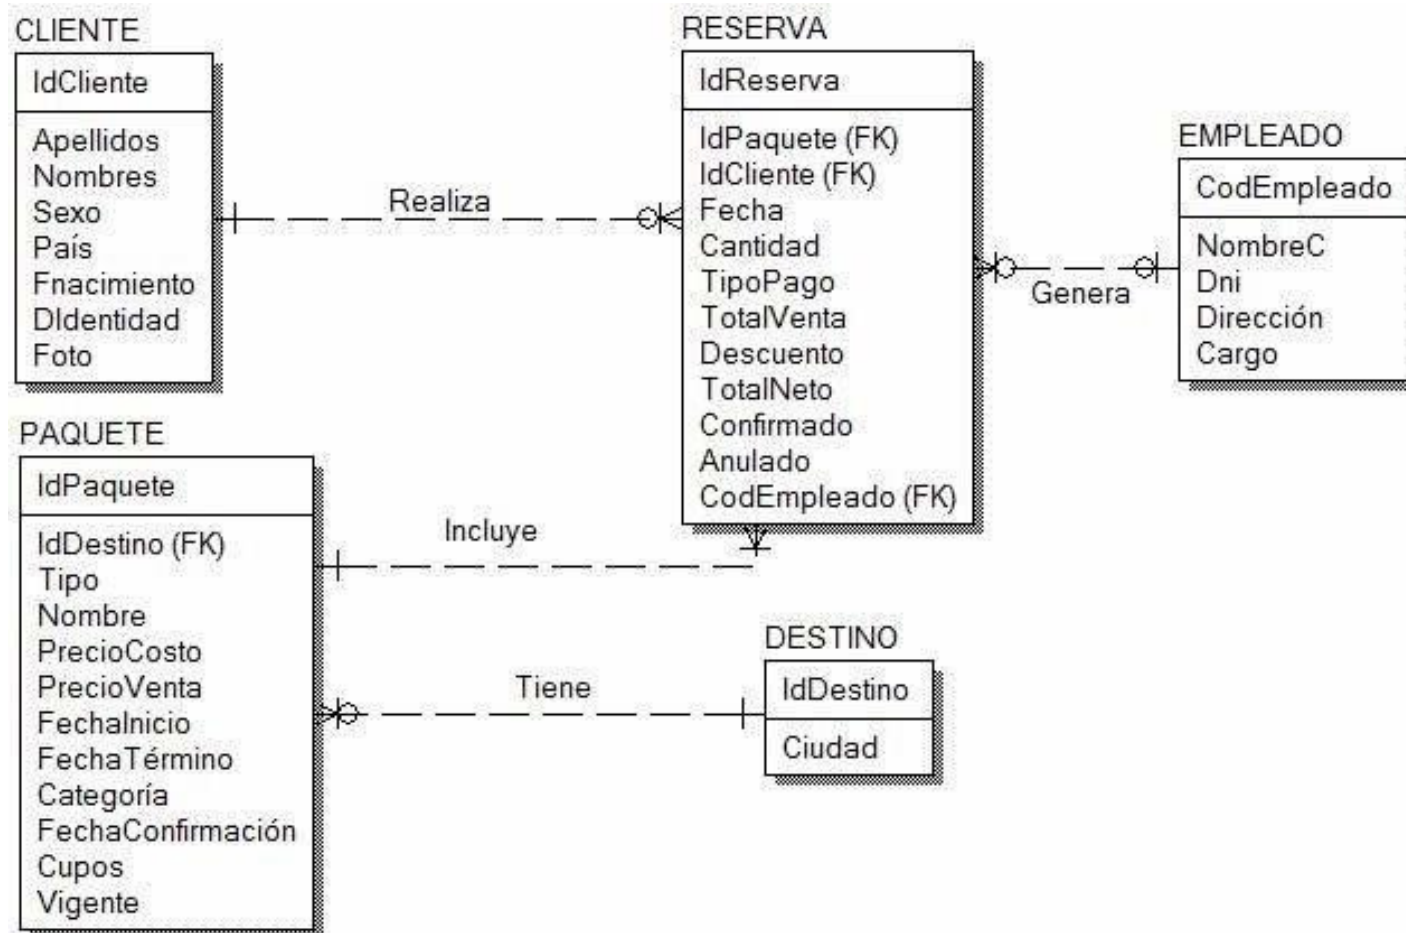 CLIENTE
IdCliente
Apellidos
Nombres
Sexo
País
Fnacimiento
DIdentidad
Foto
Realiza
RESERVA
IdReserva
IdPaquete (FK)
IdCliente (FK)
Fecha
Cantidad
TipoPago
TotalVenta
Descuento
TotalNeto
Confirmado
Anulado
CodEmpleado (FK)
Genera
EMPLEADO
CodEmpleado
NombreC
Dni
Dirección
Cargo
PAQUETE
IdPaquete
IdDestino (FK)
Tipo
Nombre
PrecioCosto
PrecioVenta
FechaInicio
FechaTérmino
Categoría
FechaConfirmación
Cupos
Vigente
Incluye
Tiene
DESTINO
IdDestino
Ciudad